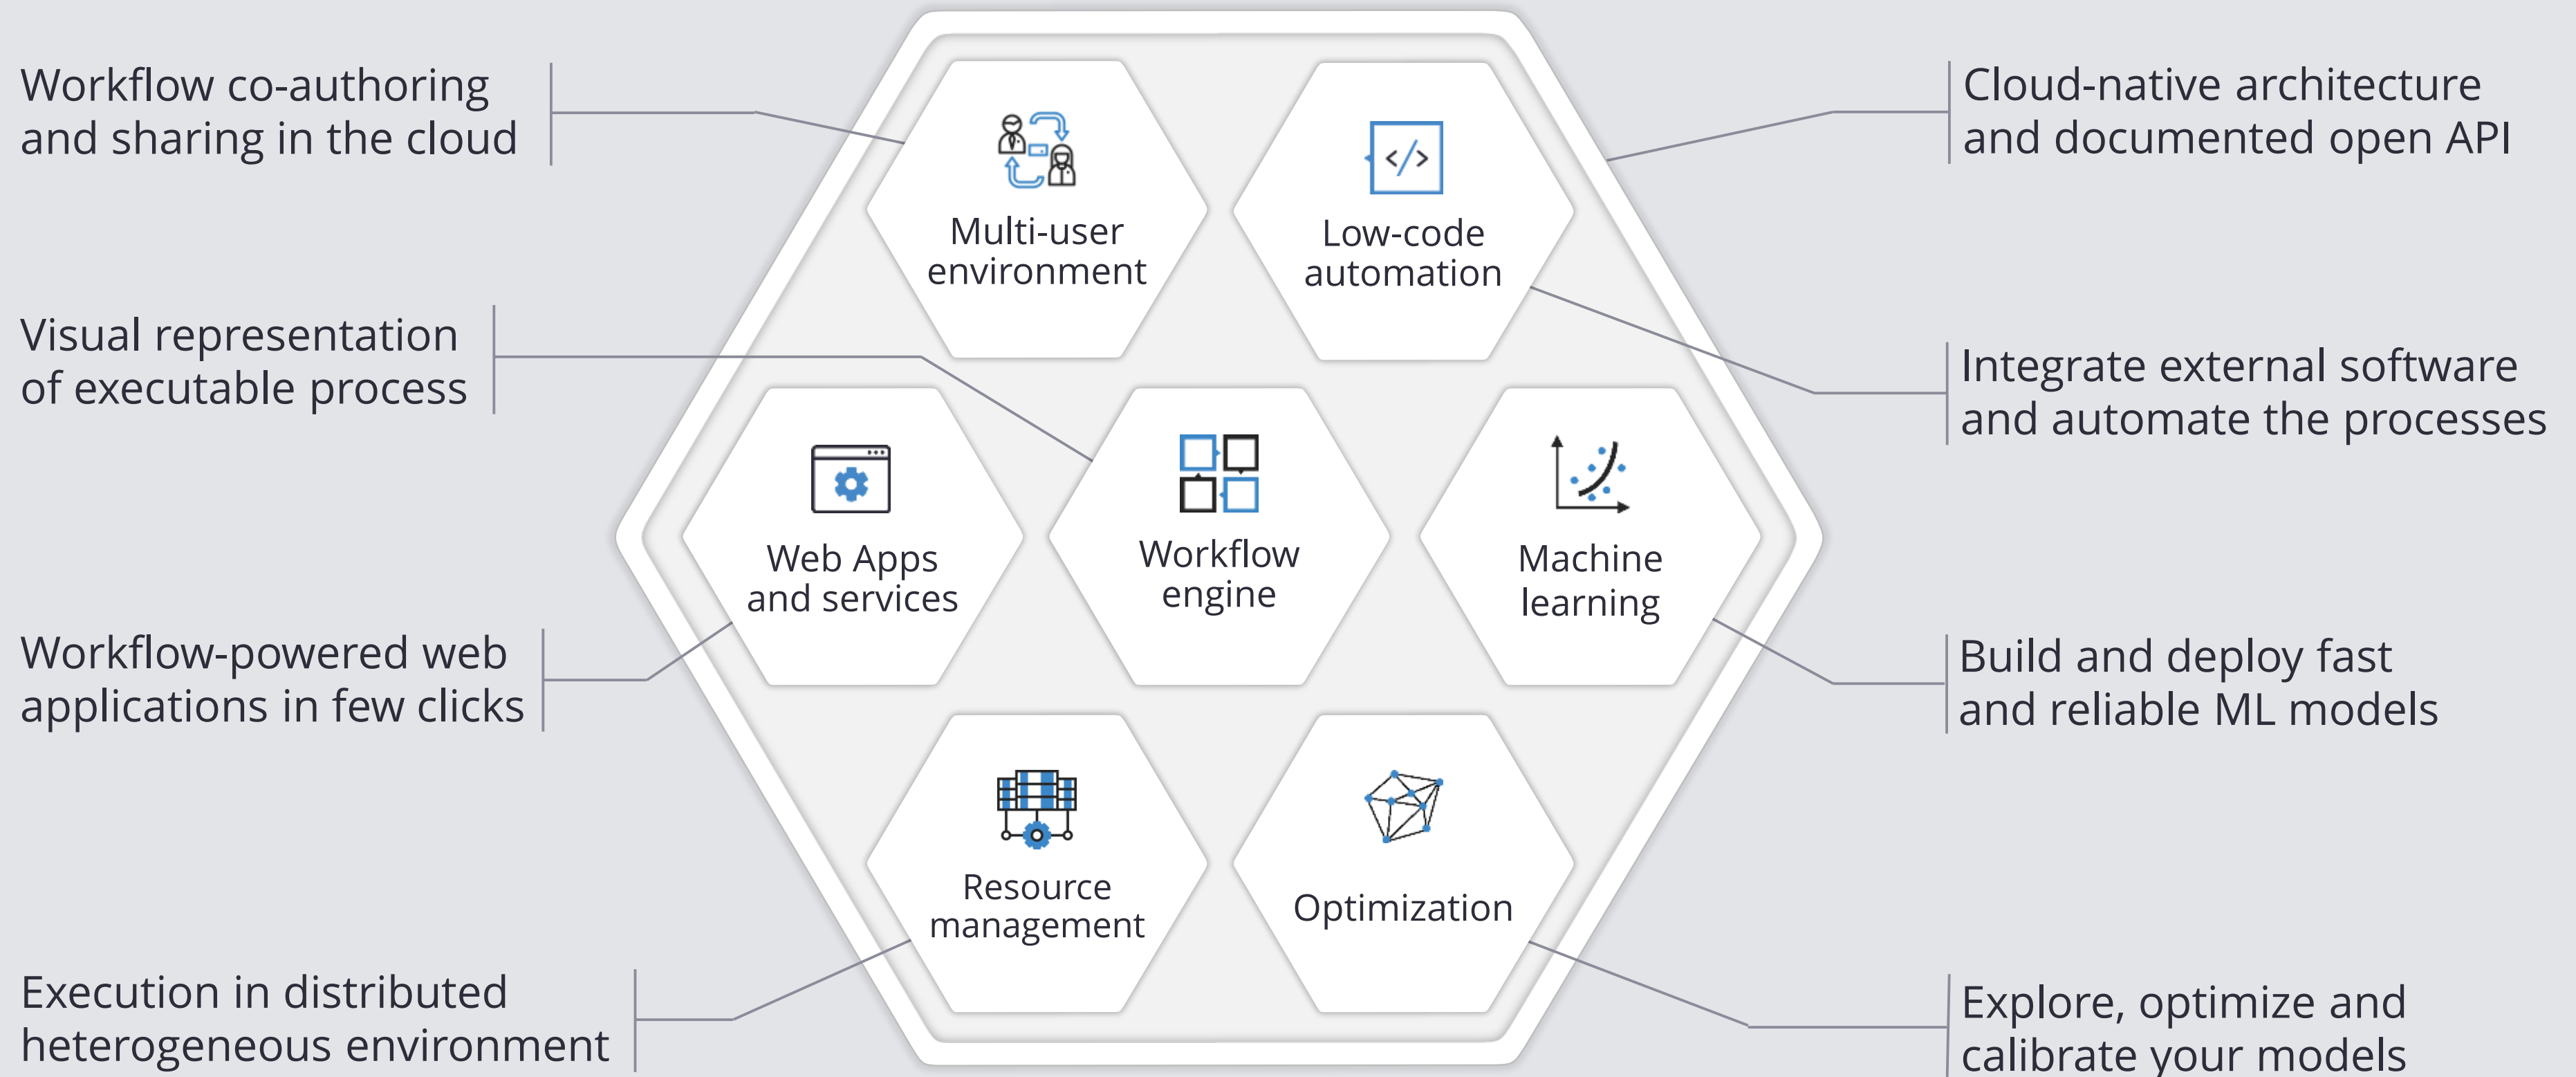 Workflow co-authoring
and sharing in the cloud
Cloud-native architecture
and documented open API
Multi-user
environment
Low-code
automation
Visual representation
of executable process
Integrate external software
and automate the processes
Web Apps
and services
Workflow
engine
Machine
learning
Workflow-powered web
applications in few clicks
Build and deploy fast
and reliable ML models
Resource
management
Optimization
Execution in distributed
heterogeneous environment
Explore, optimize and
calibrate your models